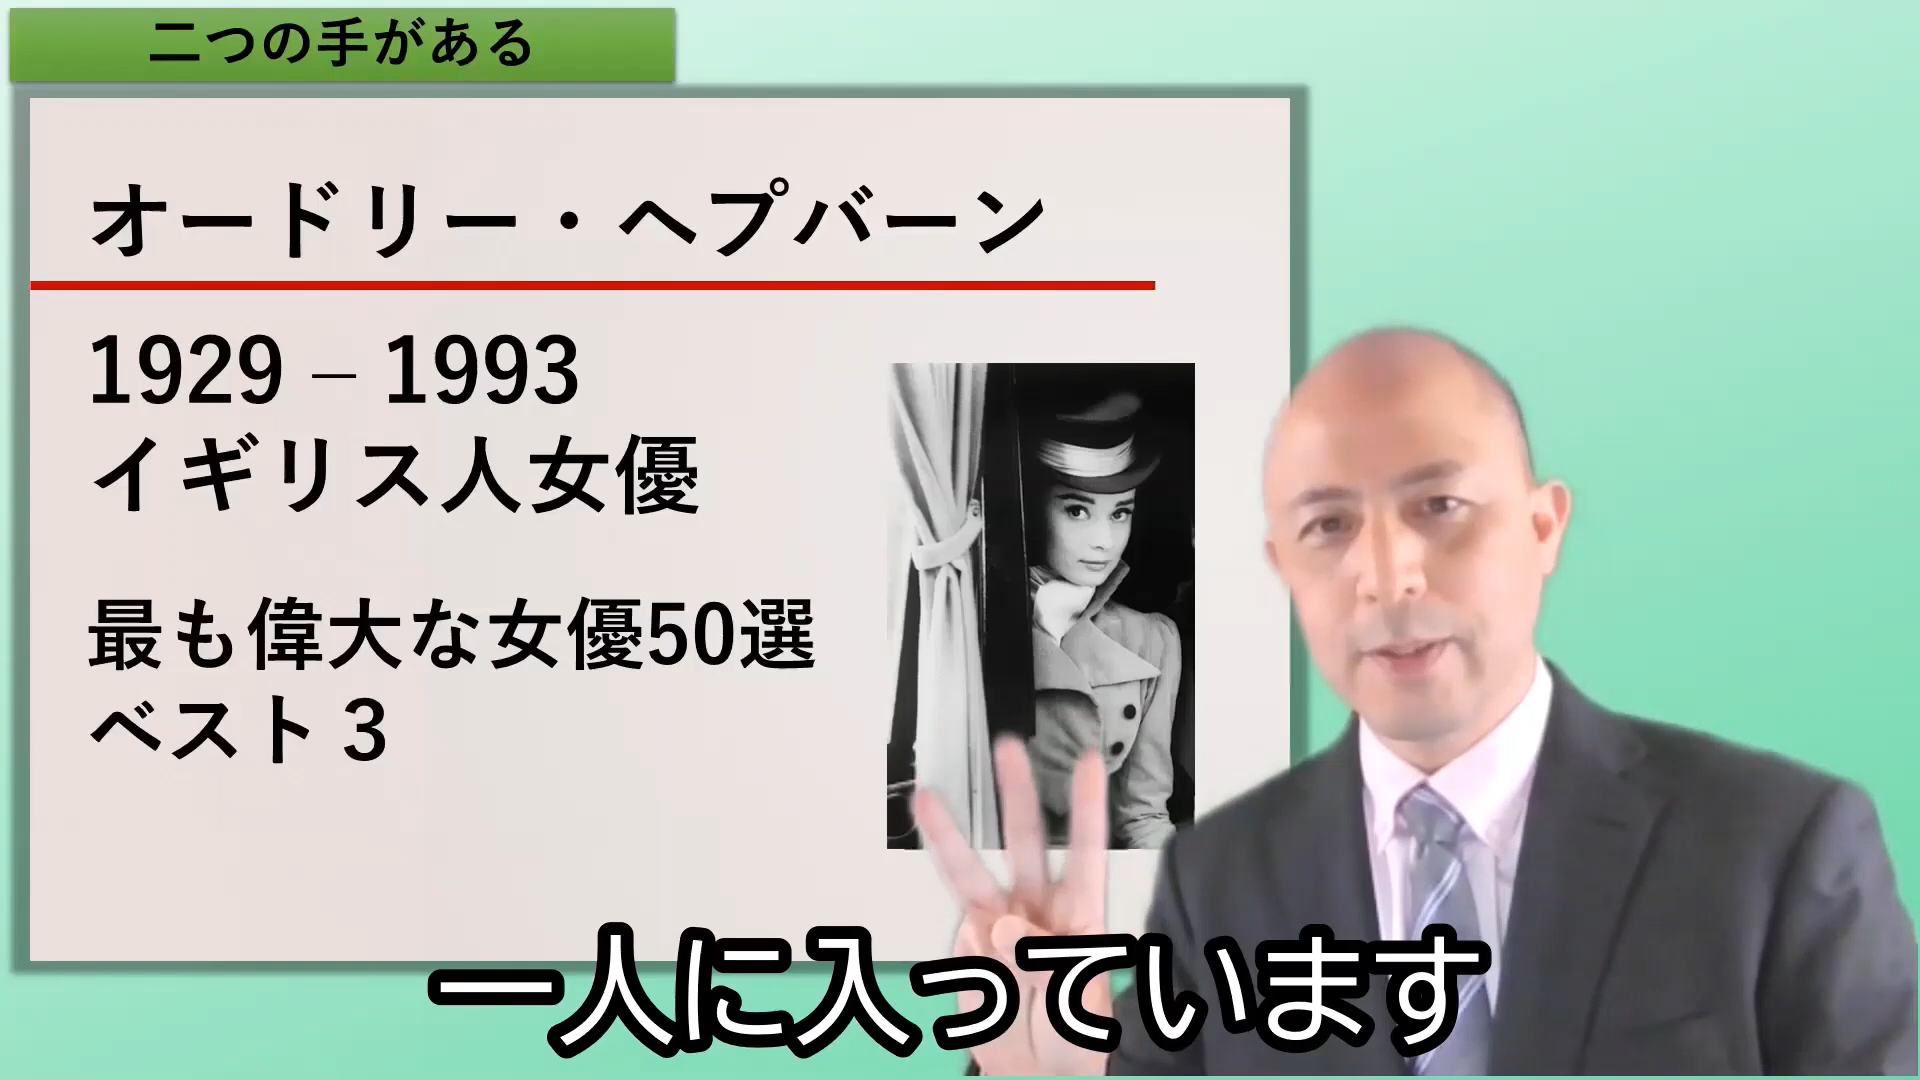 二つの手がある
オードリー・ヘプバーン
1929 – 1993
イギリス人女優
最も偉大な女優50選
ベスト3
一人に入っています